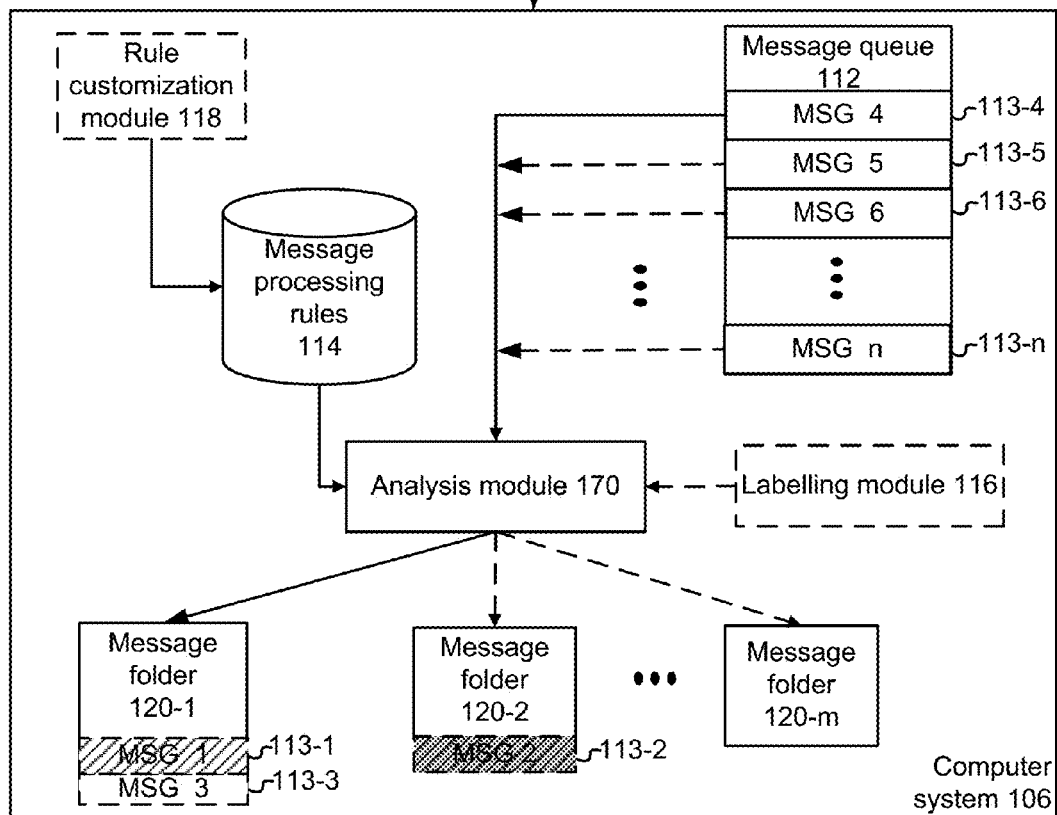 Rule
customization
module 118
Message queue
112
MSG 4
113-4
MSG 5
113-5
MSG 6
113-6
MSG n
113-n
Message
processing
rules
114
Analysis module 170
Labelling module 116
Message
folder
120-1
MSG 1
113-1
MSG 3
113-3
Message
folder
120-2
MSG 2
113-2
Message
folder
120-m
Computer
system 106